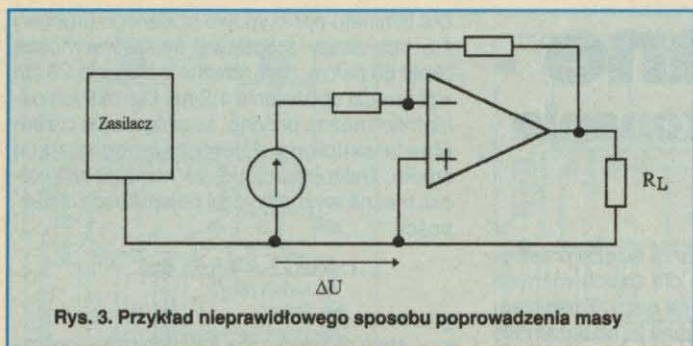 Zasilacz
−
+
R_L
ΔU
Rys. 3. Przykład nieprawidłowego sposobu poprowadzenia masy